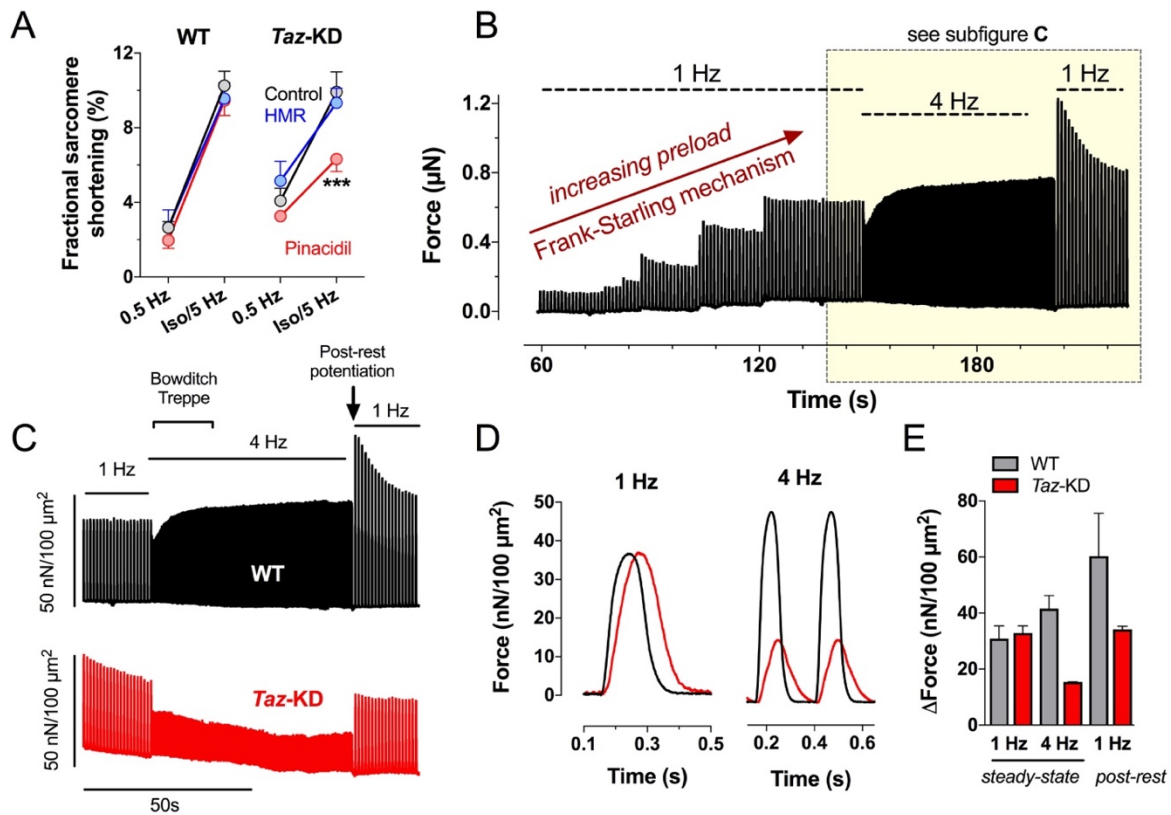 A
WT
Taz-KD
Fractional sarcomere
shortening (%)
12
8
4
0
Control
HMR
***
Pinacidil
0.5 Hz
Iso/5 Hz
0.5 Hz
Iso/5 Hz
B
see subfigure C
1 Hz
4 Hz
1 Hz
Force (µN)
1.2
0.8
0.4
0.0
increasing preload
Frank-Starling mechanism
60
120
180
Time (s)
C
Bowditch
Treppe
Post-rest
potentiation
1 Hz
4 Hz
1 Hz
50 nN/100 µm²
WT
50 nN/100 µm²
Taz-KD
50s
D
1 Hz
4 Hz
Force (nN/100 µm²)
50
40
30
20
10
0
0.1
0.3
0.5
Time (s)
0.2
0.4
0.6
Time (s)
E
WT
Taz-KD
ΔForce (nN/100 µm²)
80
60
40
20
0
1 Hz
4 Hz
1 Hz
steady-state
post-rest